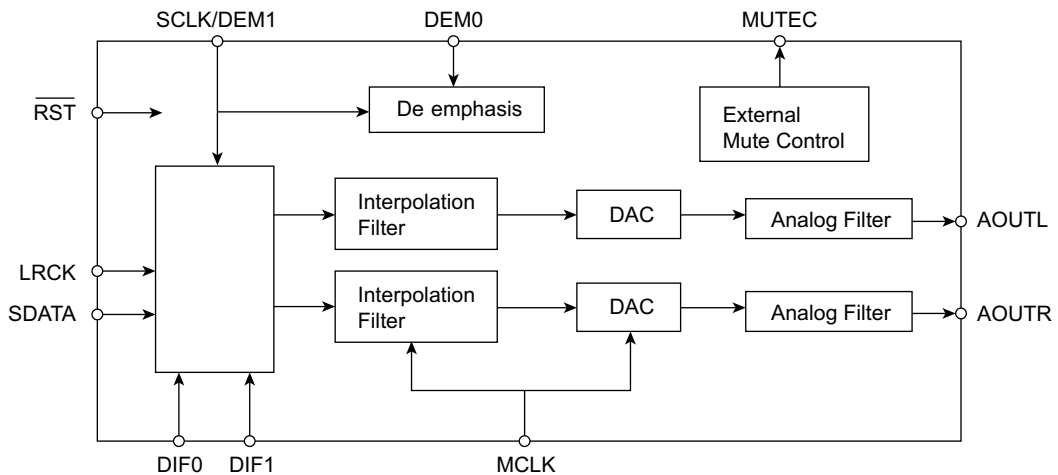 SCLK/DEM1
DEM0
MUTEC
RST
De emphasis
External
Mute Control
Interpolation
Filter
DAC
Analog Filter
AOUTL
LRCK
SDATA
Interpolation
Filter
DAC
Analog Filter
AOUTR
DIF0
DIF1
MCLK